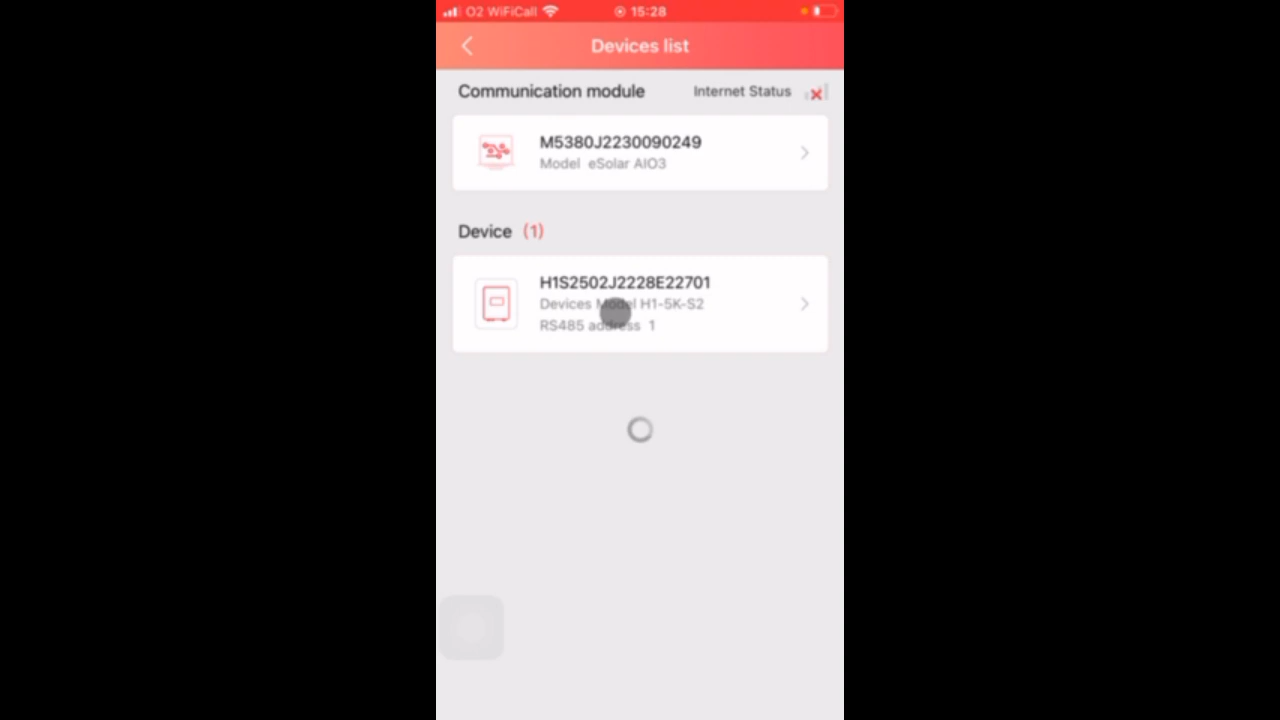 O2 WiFiCall 15:28
Devices list
Communication module Internet Status
M5380J2230090249
Model eSolar AIO3
Device (1)
H1S2502J2228E22701
Devices Model H1-5K-S2
RS485 address 1